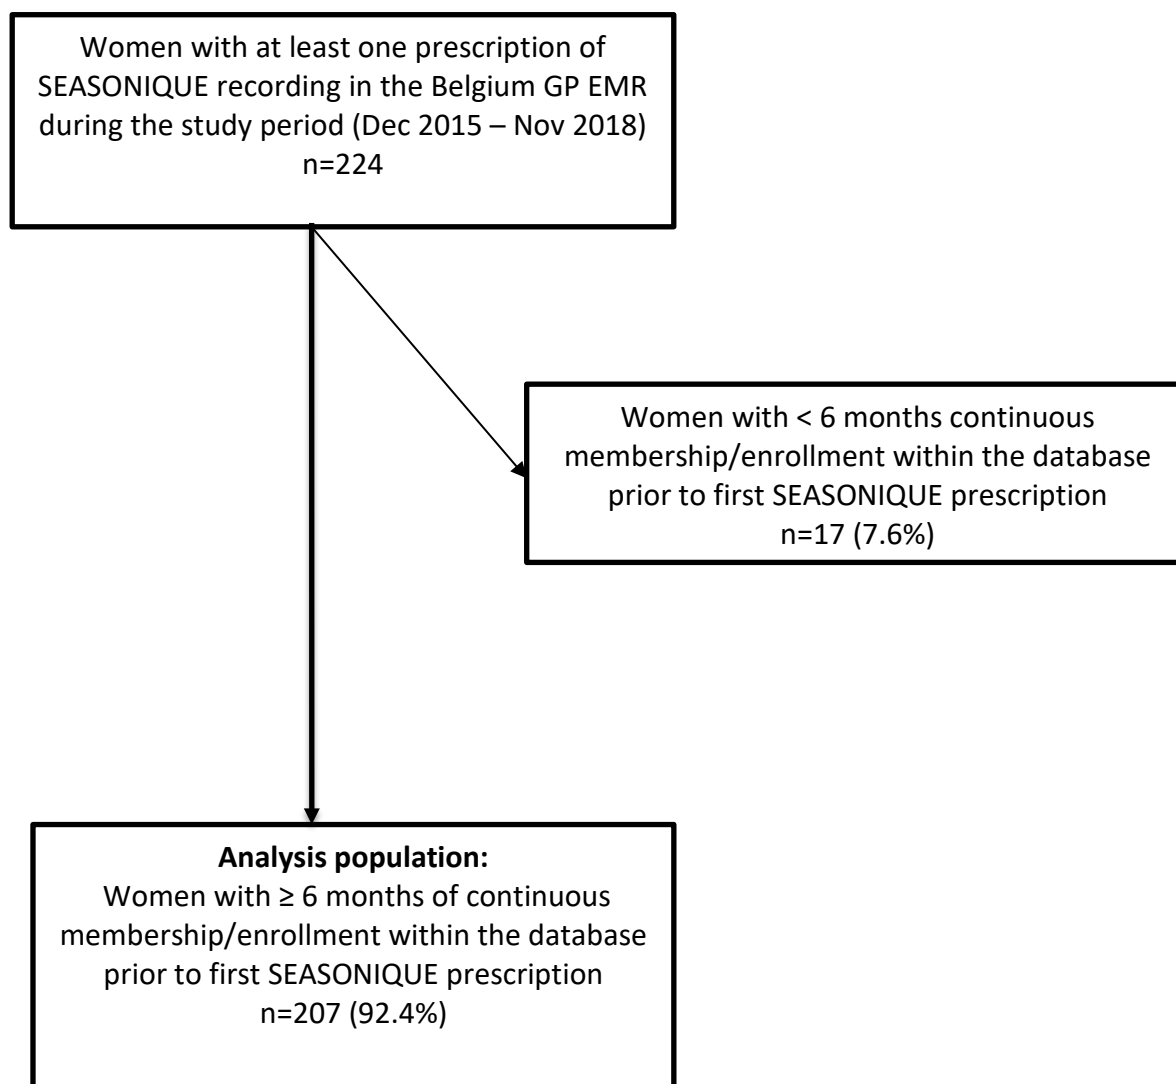 Women with at least one prescription of
SEASONIQUE recording in the Belgium GP EMR
during the study period (Dec 2015 – Nov 2018)
n=224
Women with < 6 months continuous
membership/enrollment within the database
prior to first SEASONIQUE prescription
n=17 (7.6%)
Analysis population:
Women with ≥ 6 months of continuous
membership/enrollment within the database
prior to first SEASONIQUE prescription
n=207 (92.4%)